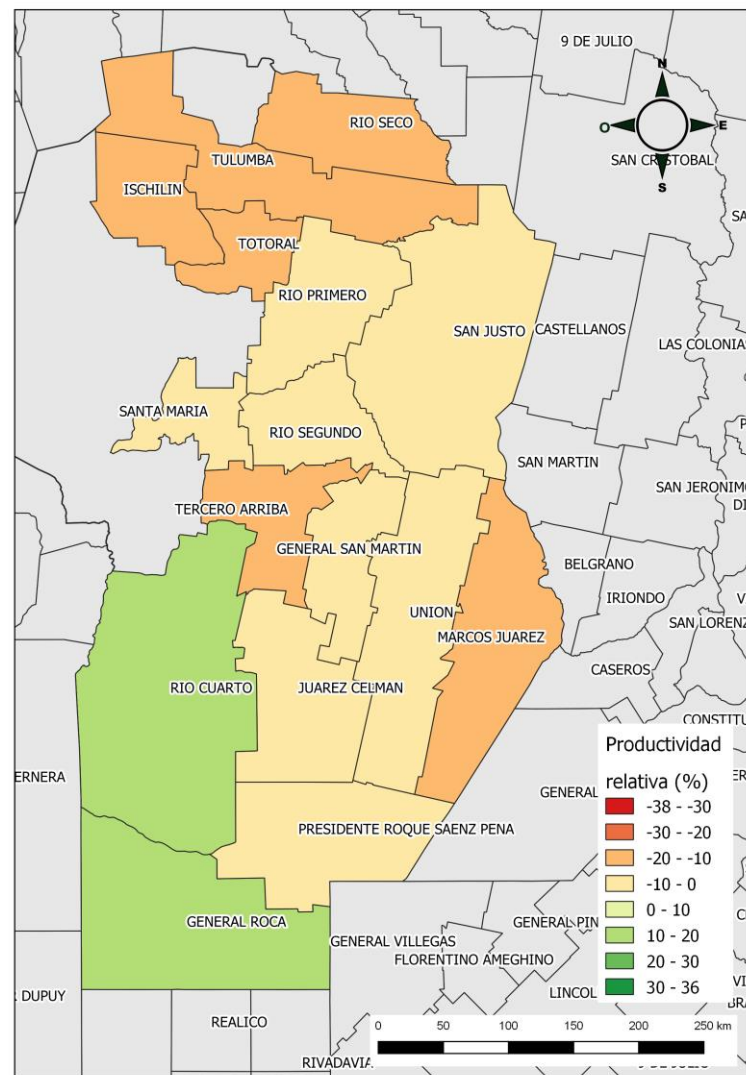 9 DE JULIO
N
RIO SECO
O
E
TULUMBA
SAN CRISTOBAL
S
ISCHILIN
TOTORAL
RIO PRIMERO
SAN JUSTO
CASTELLANOS
LAS COLONIAS
SANTA MARIA
RIO SEGUNDO
SAN MARTIN
SAN JERONIMO
TERCERO ARRIBA
GENERAL SAN MARTIN
BELGRANO
IRIONDO
UNION
SAN LORENZ
MARCOS JUAREZ
CASEROS
RIO CUARTO
JUAREZ CELMAN
CONSTITU
Productividad
relativa (%)
ERNERA
-38 - -30
GENERAL
-30 - -20
-20 - -10
PRESIDENTE ROQUE SAENZ PENA
-10 - 0
0 - 10
GENERAL ROCA
GENERAL PIN
10 - 20
GENERAL VILLEGAS
20 - 30
FLORENTINO AMEGHINO
DUPUY
LINCOL
30 - 36
REALICO
0 50 100 150 200 250 km
RIVADAVIA